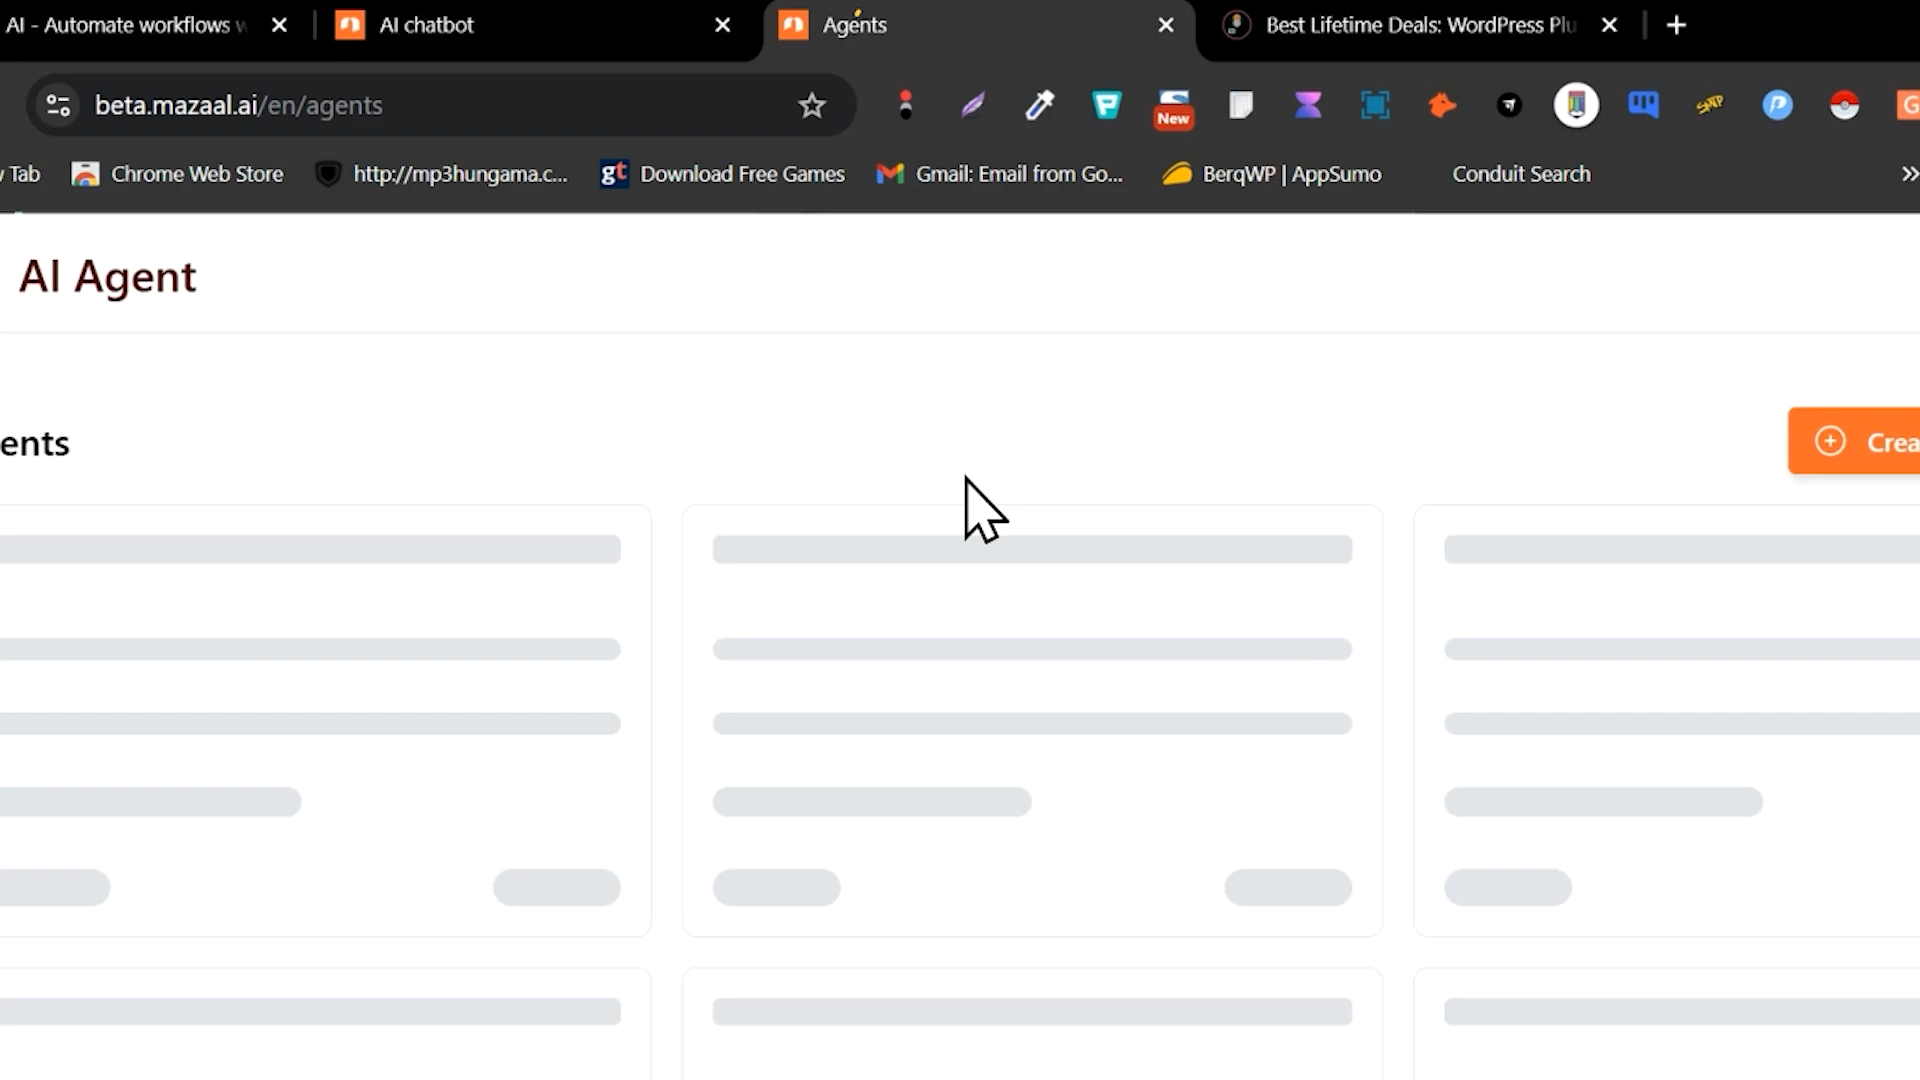 AI - Automate workflows w
AI chatbot
Agents
Best Lifetime Deals: WordPress Plu
beta.mazaal.ai/en/agents
New
G
Tab
Chrome Web Store
http://mp3hungama.c...
gt
Download Free Games
Gmail: Email from Go...
BerqWP | AppSumo
Conduit Search
AI Agent
ents
Crea